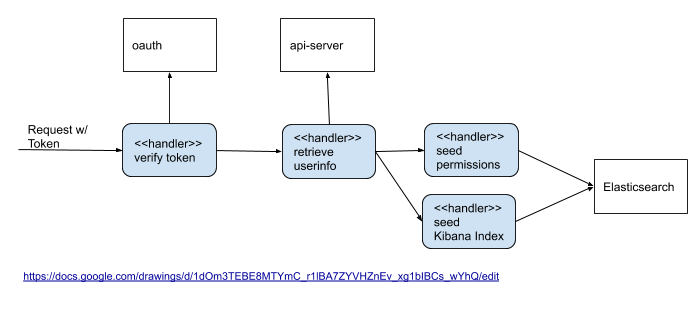 oauth
api-server
Request w/
Token
<<handler>>
verify token
<<handler>>
retrieve
userinfo
<<handler>>
seed
permissions
<<handler>>
seed
Kibana Index
Elasticsearch
https://docs.google.com/drawings/d/1dOm3TEBE8MTYmC_r1lBA7ZYVHZnEv_xg1bIBCs_wYhQ/edit